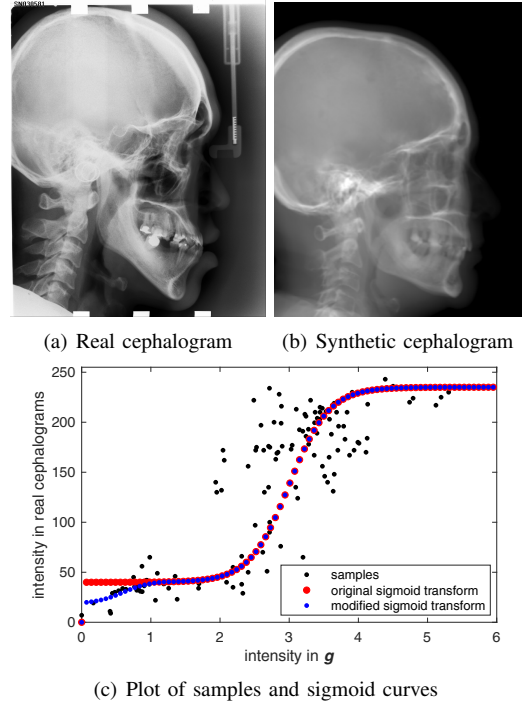 SN030581
(a) Real cephalogram
(b) Synthetic cephalogram
250
200
150
100
50
0
intensity in real cephalograms
samples
original sigmoid transform
modified sigmoid transform
0 1 2 3 4 5 6
intensity in g
(c) Plot of samples and sigmoid curves